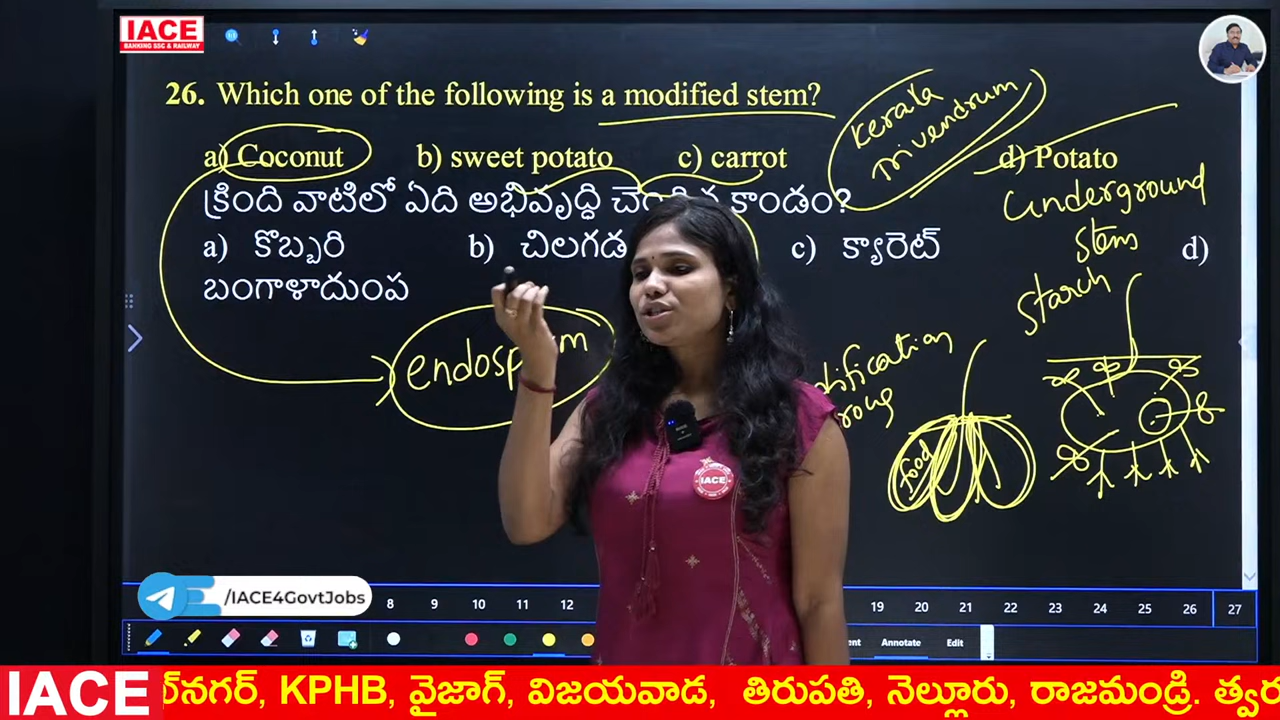 IACE
BANKING SSC & RAILWAY
26. Which one of the following is a modified stem?
a) Coconut b) sweet potato c) carrot d) Potato
Kerala
Trivendrum
క్రింది వాటిలో ఏది అభివృద్ధి కాండం?
underground
stem
a) కొబ్బరి b) చిలగడ c) క్యారెట్ d)
బంగాళాదుంప
starch
endosperm
food
IACE
/IACE4GovtJobs
8 9 10 11 12 19 20 21 22 23 24 25 26 27
Annotate Edit
IACE KPHB, వైజాగ్, విజయవాడ, తిరుపతి, నెల్లూరు, రాజమండ్రి.